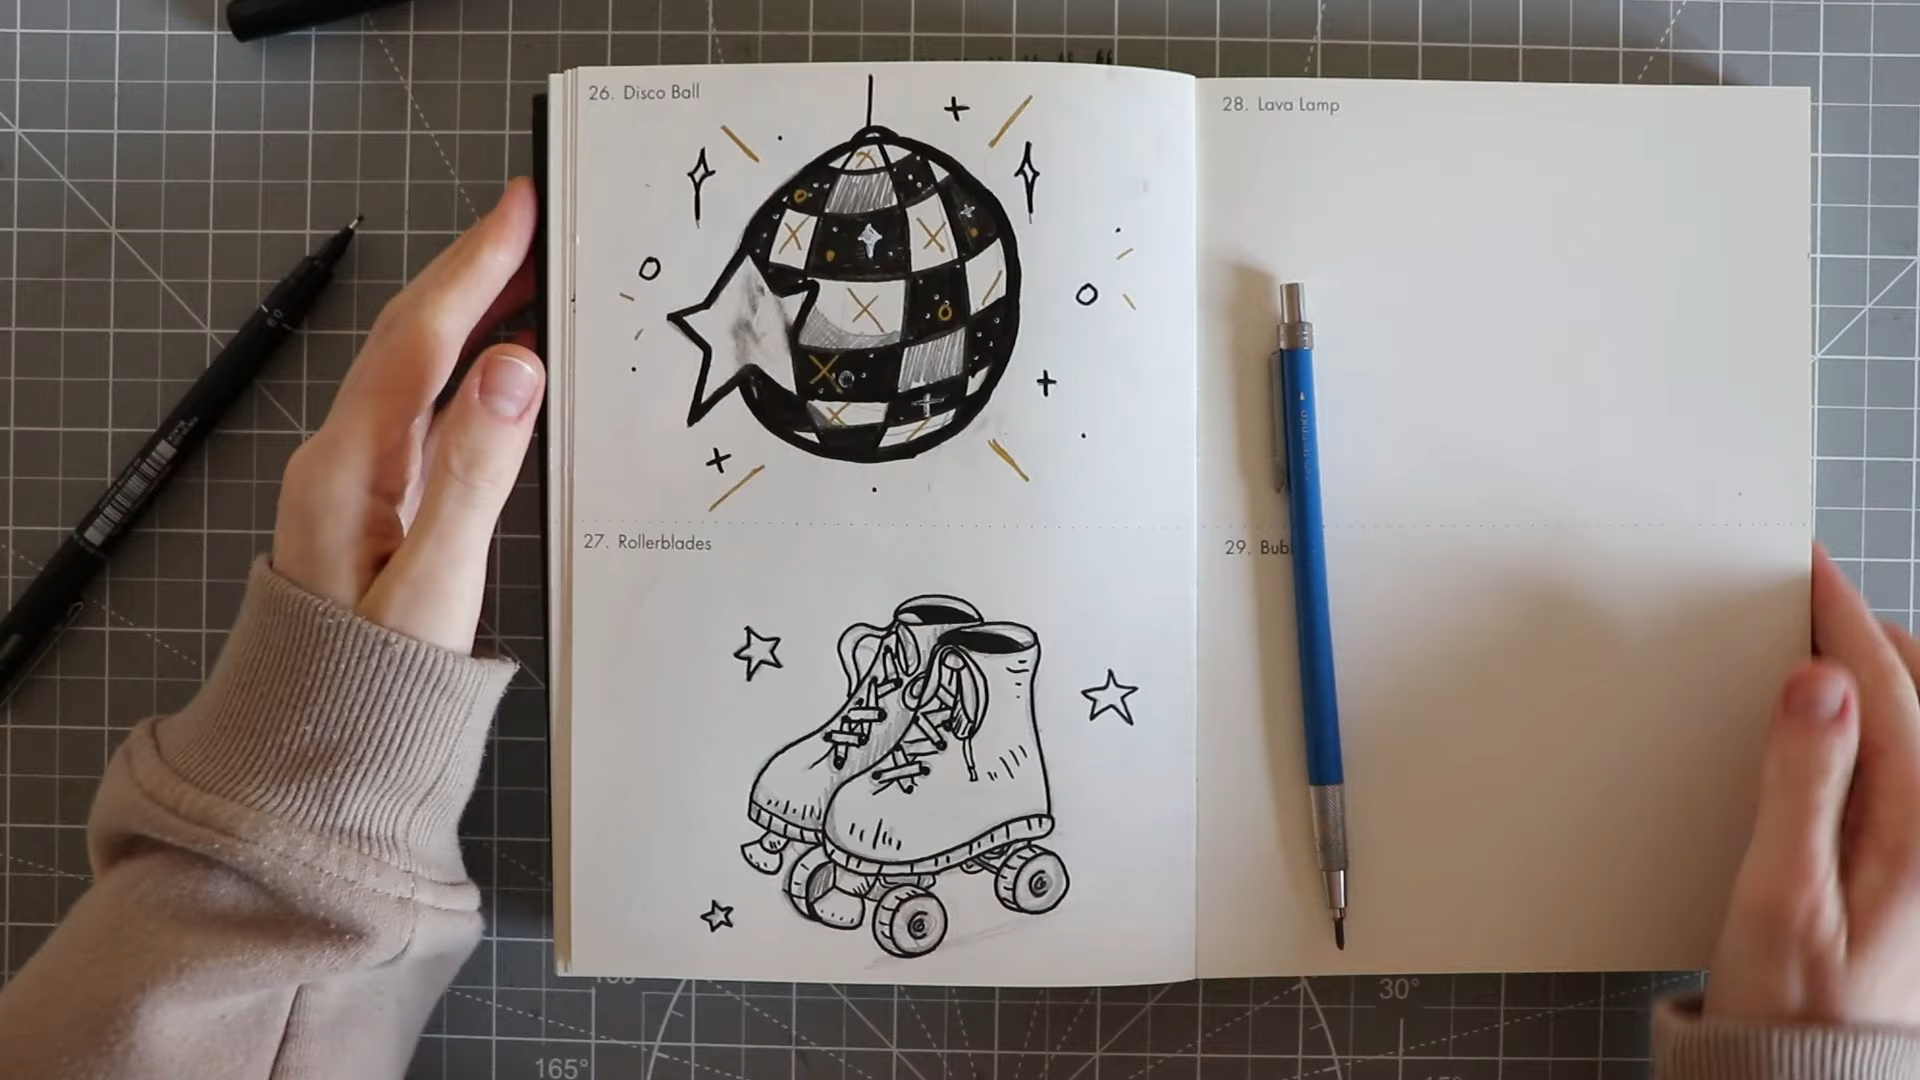 26. Disco Ball
28. Lava Lamp
27. Rollerblades
29. Bub
30°
165°